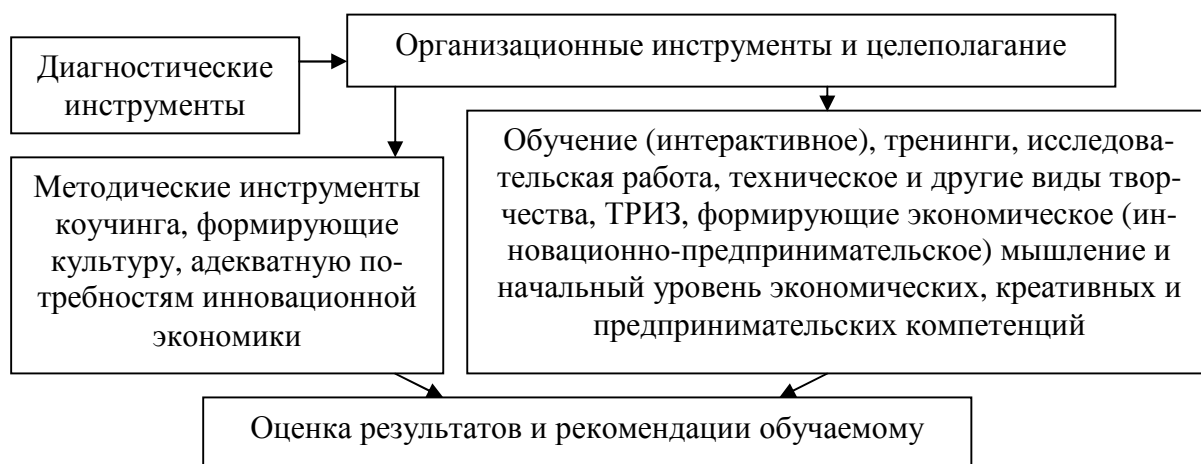 Диагностические
инструменты
Организационные инструменты и целеполагание
Методические инструменты
коучинга, формирующие
культуру, адекватную по-
требностям инновационной
экономики
Обучение (интерактивное), тренинги, исследова-
тельская работа, техническое и другие виды твор-
чества, ТРИЗ, формирующие экономическое (ин-
новационно-предпринимательское) мышление и
начальный уровень экономических, креативных и
предпринимательских компетенций
Оценка результатов и рекомендации обучаемому